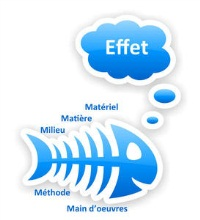 Effet
Matériel
Matière
Milieu
Méthode
Main d'oeuvres